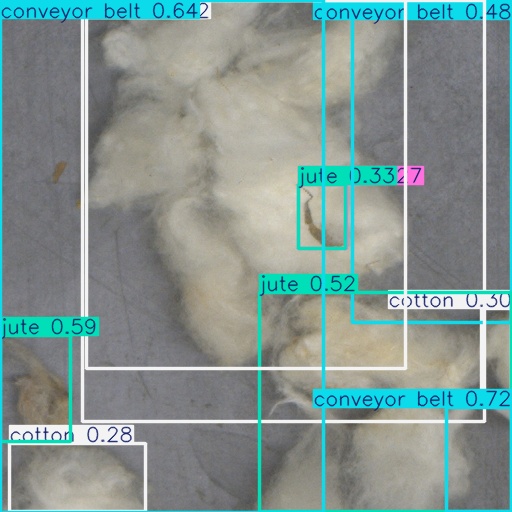 conveyor belt 0.642
conveyor belt 0.48
jute 0.3327
jute 0.52
cotton 0.30
jute 0.59
conveyor belt 0.72
cotton 0.28